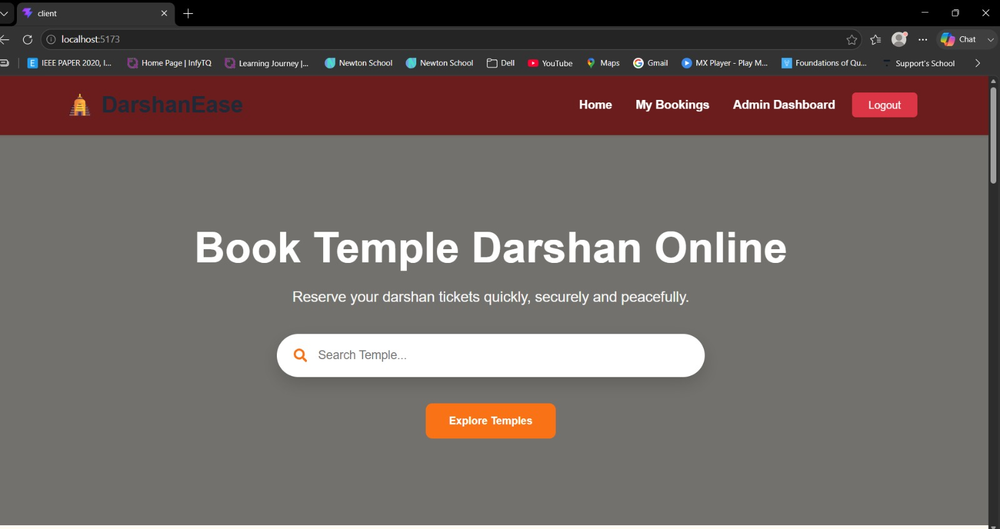 client
localhost:5173
IEEE PAPER 2020, I...
Home Page | InfyTQ
Learning Journey |...
Newton School
Newton School
Dell
YouTube
Maps
Gmail
MX Player - Play M...
Foundations of Qu...
Support's School
Chat
DarshanEase
Home
My Bookings
Admin Dashboard
Logout
Book Temple Darshan Online
Reserve your darshan tickets quickly, securely and peacefully.
Search Temple...
Explore Temples